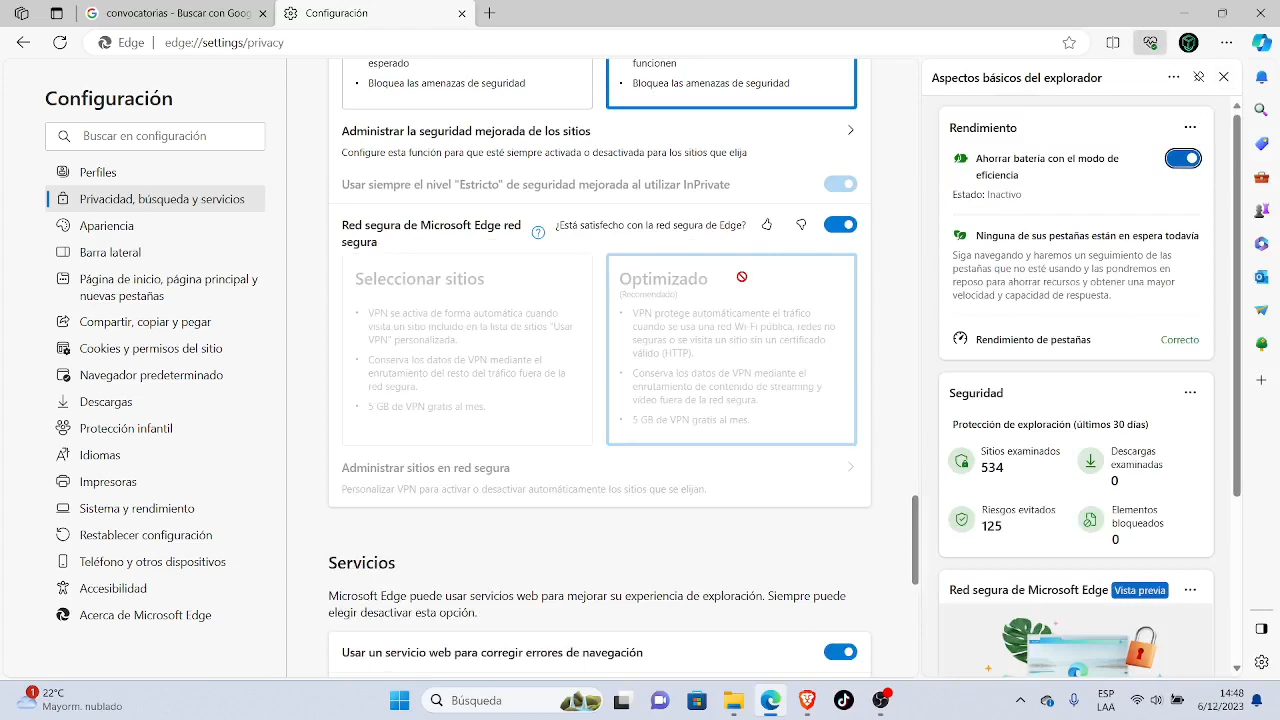 convocatorias - Buscar con Goog
Configuración
Edge
edge://settings/privacy
Configuración
Buscar en configuración
Perfiles
Privacidad, búsqueda y servicios
Apariencia
Barra lateral
Página de inicio, página principal y
nuevas pestañas
Compartir, copiar y pegar
Cookies y permisos del sitio
Navegador predeterminado
Descargas
Protección infantil
Idiomas
Impresoras
Sistema y rendimiento
Restablecer configuración
Teléfono y otros dispositivos
Accesibilidad
Acerca de Microsoft Edge
esperado
• Bloquea las amenazas de seguridad
funcionen
• Bloquea las amenazas de seguridad
Administrar la seguridad mejorada de los sitios
Configure esta función para que esté siempre activada o desactivada para los sitios que elija
Usar siempre el nivel "Estricto" de seguridad mejorada al utilizar InPrivate
Red segura de Microsoft Edge red
segura
¿Está satisfecho con la red segura de Edge?
Seleccionar sitios
• VPN se activa de forma automática cuando
visita un sitio incluido en la lista de sitios "Usar
VPN" personalizada.
• Conserva los datos de VPN mediante el
enrutamiento del resto del tráfico fuera de la
red segura.
• 5 GB de VPN gratis al mes.
Optimizado
(Recomendado)
• VPN protege automáticamente el tráfico
cuando se usa una red Wi-Fi pública, redes no
seguras o se visita un sitio sin un certificado
válido (HTTP).
• Conserva los datos de VPN mediante el
enrutamiento de contenido de streaming y
vídeo fuera de la red segura.
• 5 GB de VPN gratis al mes.
Administrar sitios en red segura
Personalizar VPN para activar o desactivar automáticamente los sitios que se elijan.
Servicios
Microsoft Edge puede usar servicios web para mejorar su experiencia de exploración. Siempre puede
elegir desactivar esta opción.
Usar un servicio web para corregir errores de navegación
Aspectos básicos del explorador
Rendimiento
Ahorrar batería con el modo de
eficiencia
Estado: Inactivo
Ninguna de sus pestañas están en espera todavía
Siga navegando y haremos un seguimiento de las
pestañas que no esté usando y las pondremos en
reposo para ahorrar recursos y obtener una mayor
velocidad y capacidad de respuesta.
Rendimiento de pestañas
Correcto
Seguridad
Protección de exploración (últimos 30 días)
Sitios examinados
534
Descargas
examinadas
0
Riesgos evitados
125
Elementos
bloqueados
0
Red segura de Microsoft Edge
Vista previa
1
22°C
Mayorm. nublado
Búsqueda
ESP
LAA
14:48
6/12/2023